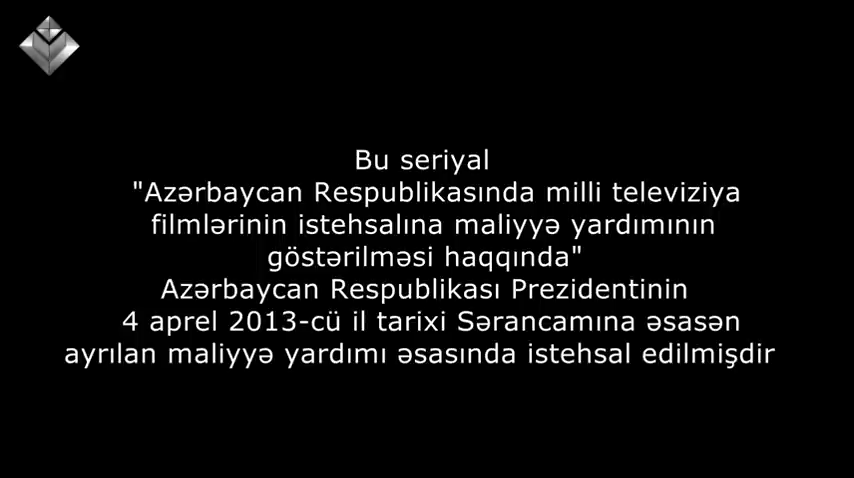 Bu seriyal
"Azərbaycan Respublikasında milli televiziya
filmlərinin istehsalına maliyyə yardımının
göstərilməsi haqqında"
Azərbaycan Respublikası Prezidentinin
4 aprel 2013-cü il tarixi Sərancamına əsasən
ayrılan maliyyə yardımı əsasında istehsal edilmişdir